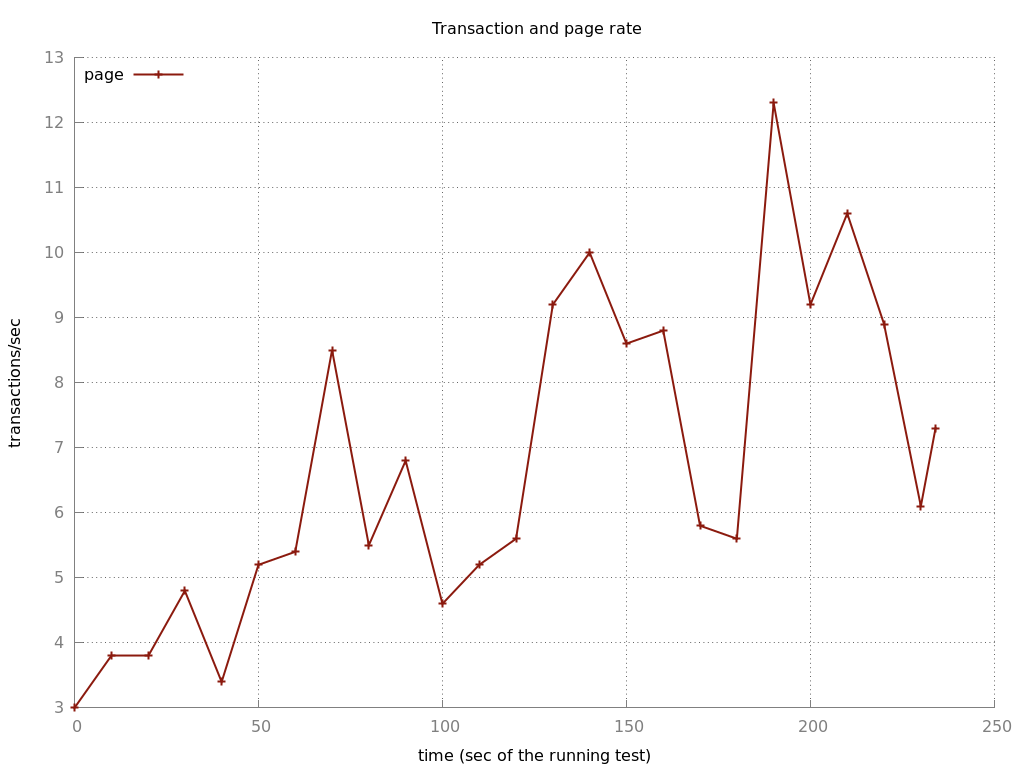 Transaction and page rate
page
13
12
11
10
9
8
7
6
5
4
3
transactions/sec
0 50 100 150 200 250
time (sec of the running test)